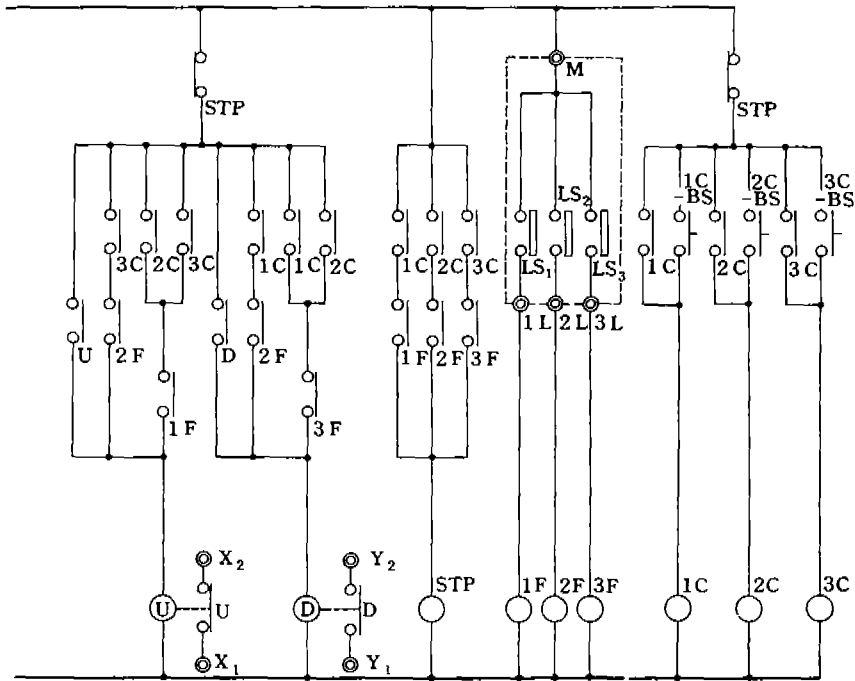 M
STP
STP
1C -BS
2C -BS
3C -BS
LS2
3C
2C
3C
1C
1C
2C
1C
2C
3C
LS1
LS3
1C
2C
3C
1L
2L
3L
U
2F
D
2F
1F
2F
3F
1F
3F
X2
Y2
STP
1F
2F
3F
1C
2C
3C
U
U
D
D
X1
Y1